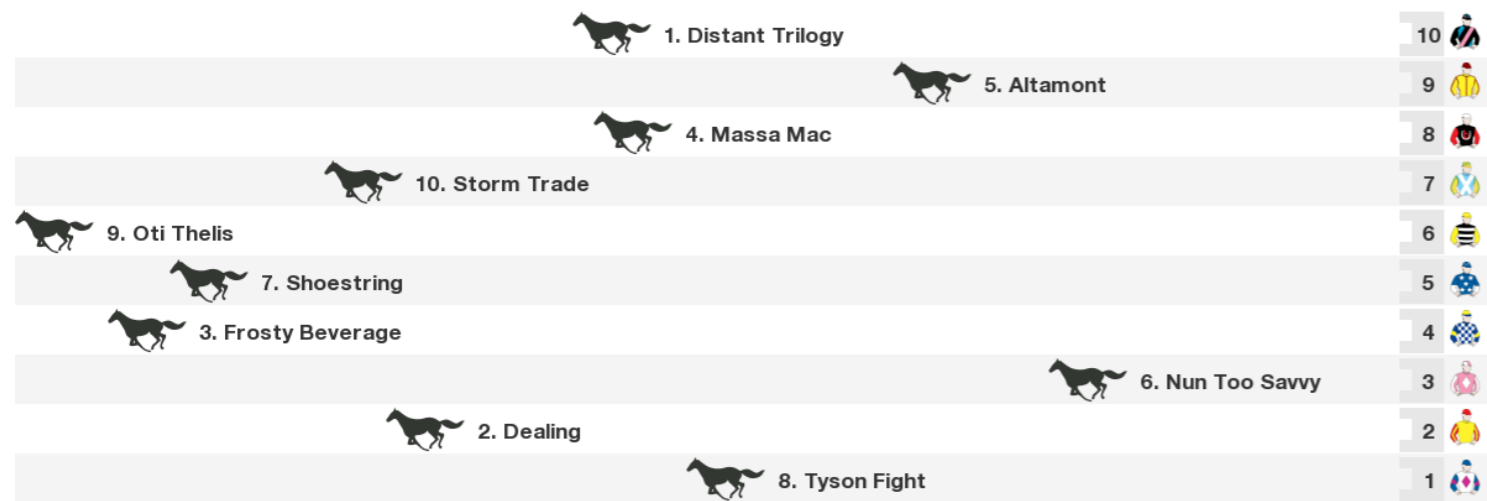 1. Distant Trilogy 10
5. Altamont 9
4. Massa Mac 8
10. Storm Trade 7
9. Oti Thelis 6
7. Shoestring 5
3. Frosty Beverage 4
6. Nun Too Savvy 3
2. Dealing 2
8. Tyson Fight 1